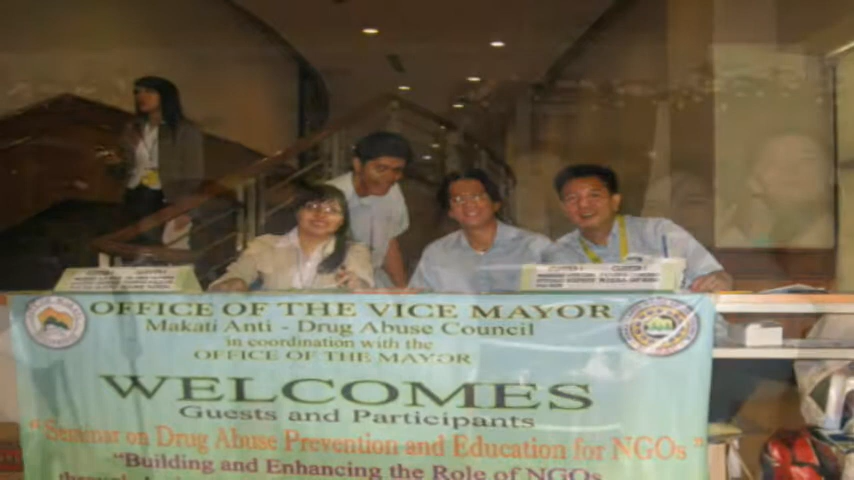 OFFICE OF THE VICE MAYOR
Makati Anti - Drug Abuse Council
in coordination with the
OFFICE OF THE MAYOR
WELCOMES
Guests and Participants
"Seminar on Drug Abuse Prevention and Education for NGOs"
"Building and Enhancing the Role of NGOs